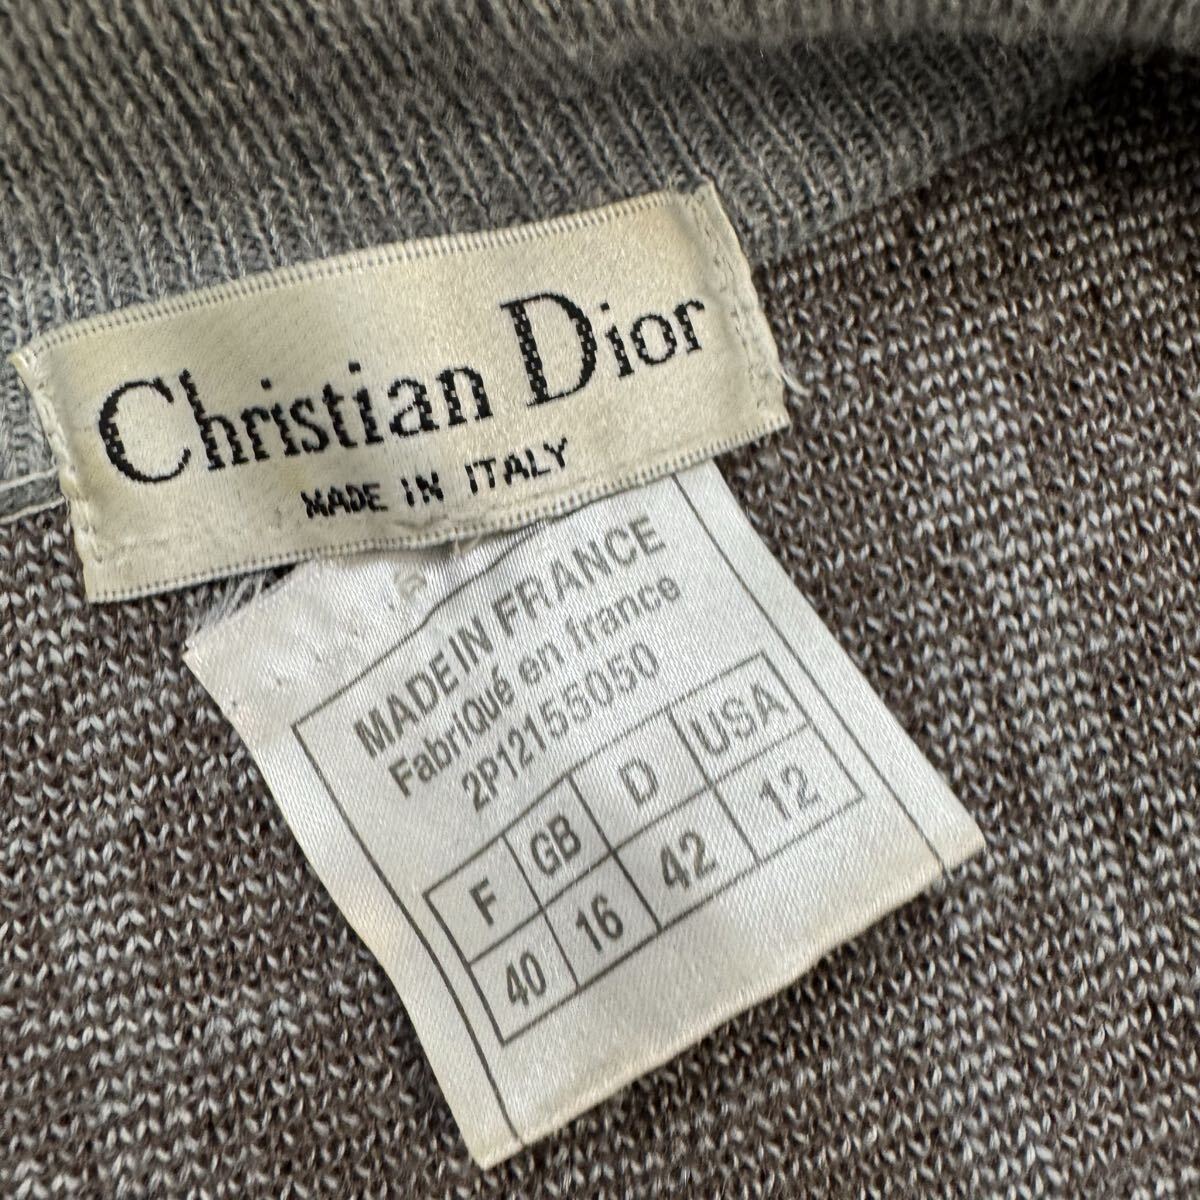 Christian Dior
MADE IN ITALY
MADE IN FRANCE
Fabriqué en france
2P12155050
F GB D USA
40 16 42 12